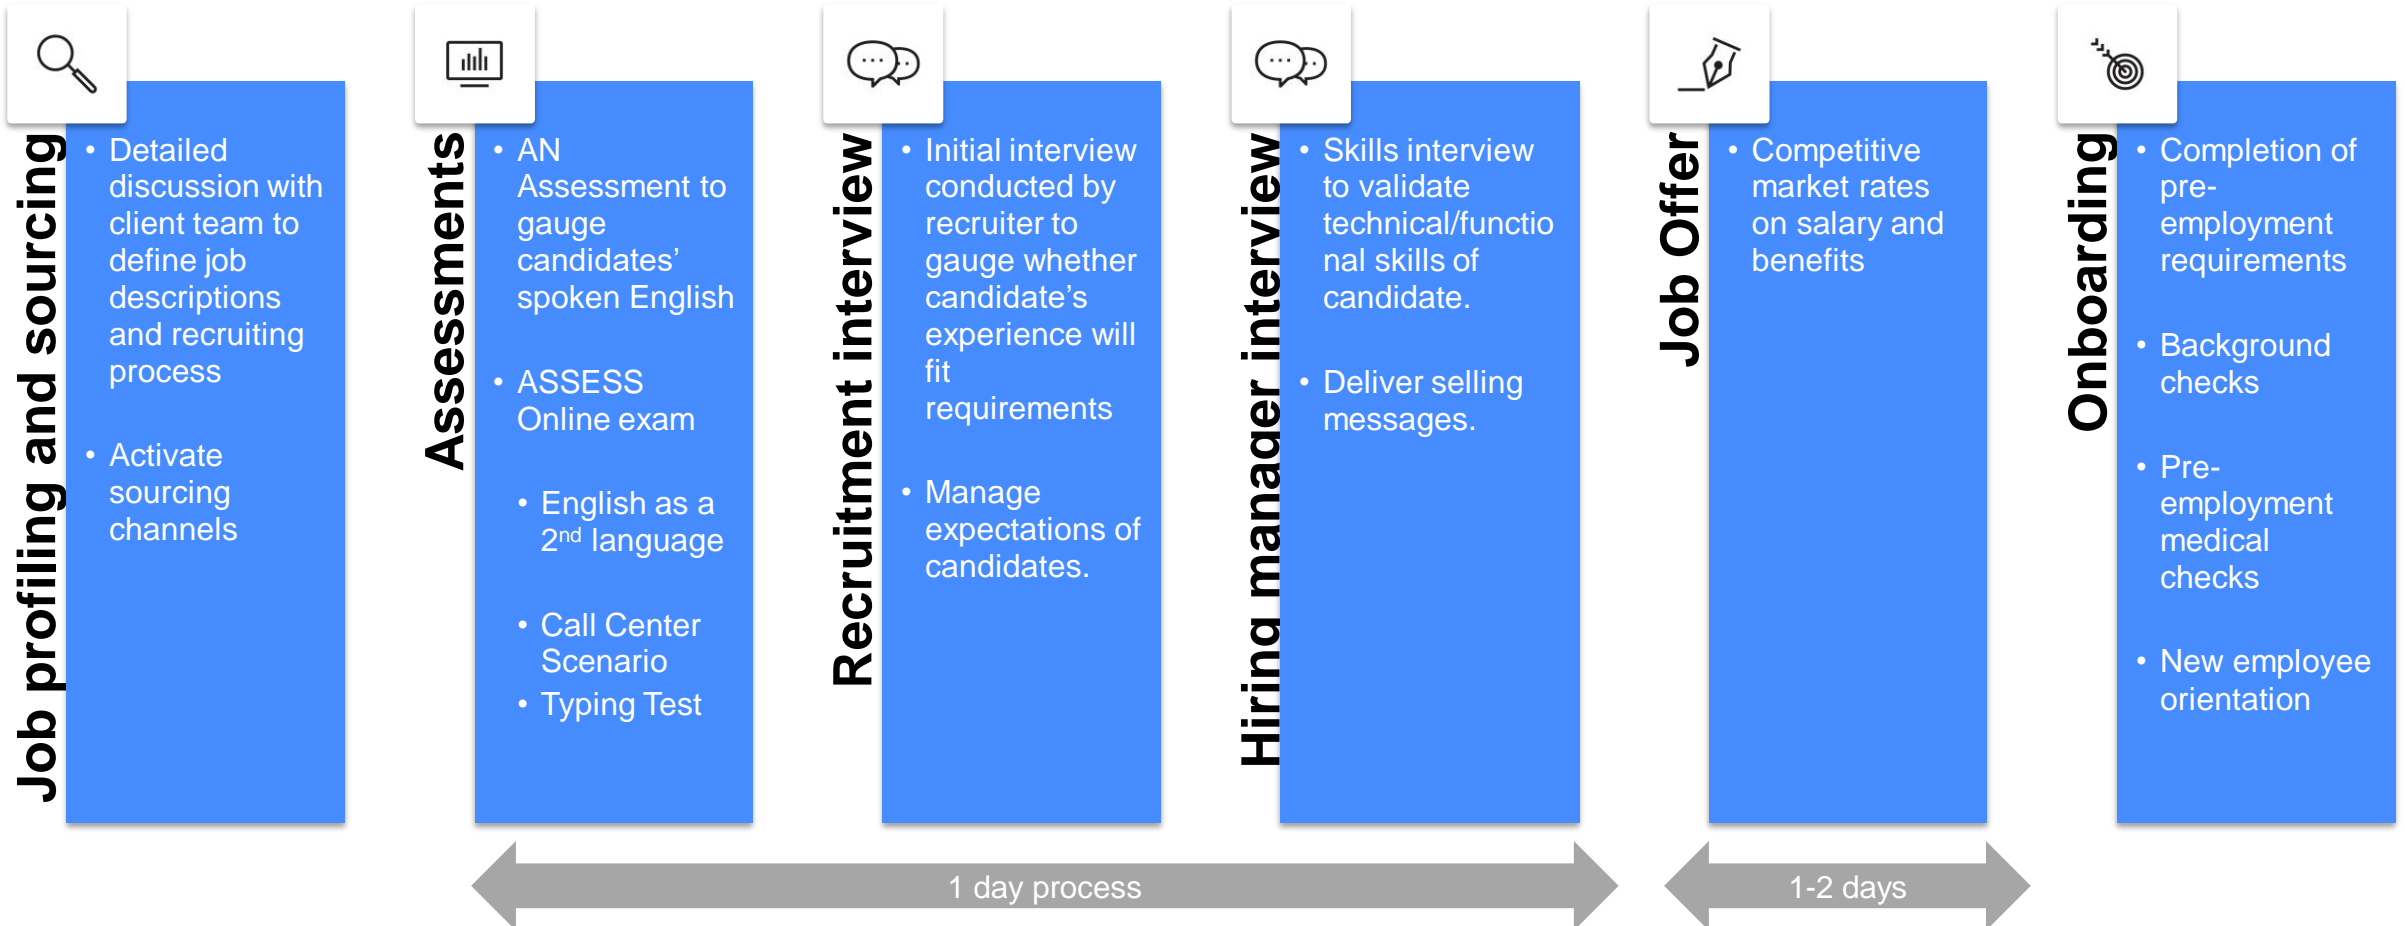 Job profiling and sourcing
• Detailed
discussion with
client team to
define job
descriptions
and recruiting
process
• Activate
sourcing
channels
Assessments
• AN
Assessment to
gauge
candidates’
spoken English
• ASSESS
Online exam
• English as a
2nd language
• Call Center
Scenario
• Typing Test
Recruitment interview
• Initial interview
conducted by
recruiter to
gauge whether
candidate’s
experience will
fit
requirements
• Manage
expectations of
candidates.
Hiring manager interview
• Skills interview
to validate
technical/functio
nal skills of
candidate.
• Deliver selling
messages.
Job Offer
• Competitive
market rates
on salary and
benefits
Onboarding
• Completion of
pre-
employment
requirements
• Background
checks
• Pre-
employment
medical
checks
• New employee
orientation
1 day process
1-2 days